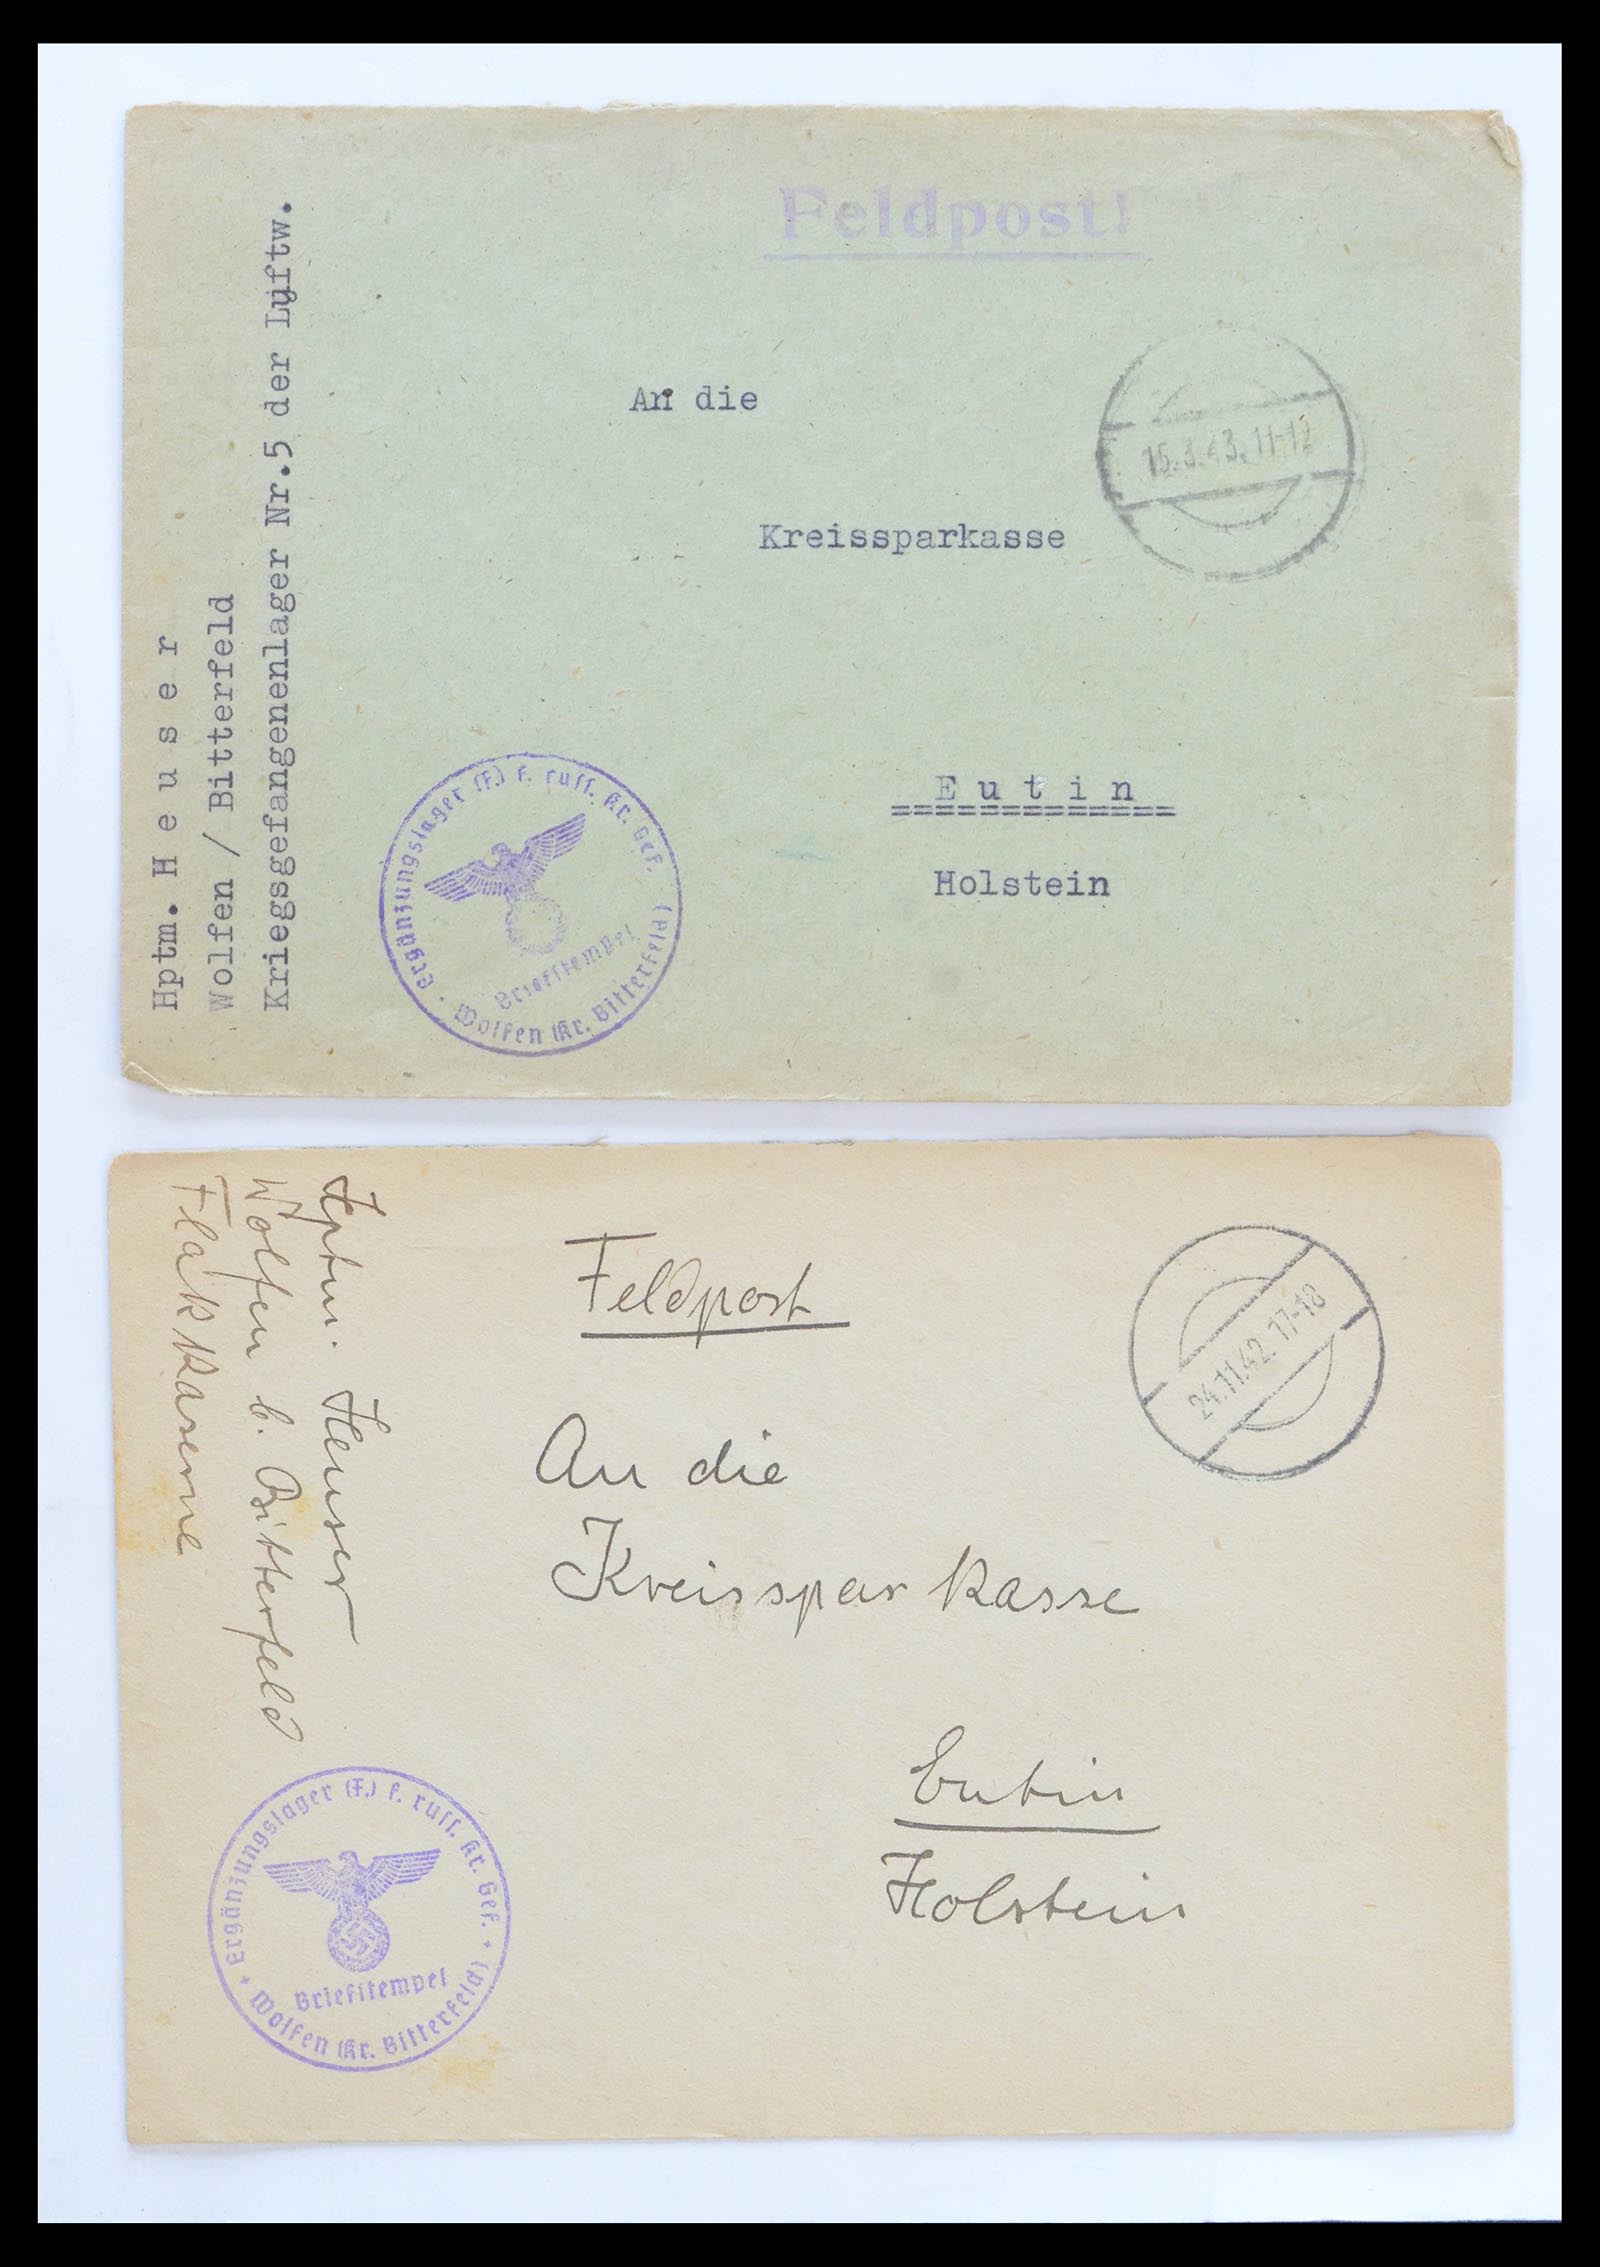 Feldpost!
Hptm. H e u s e r
Wolfen / Bitterfeld
Kriegsgefangenenlager Nr.5 der Luftw.
An die
15.3.43.11-12
Kreissparkasse
E u t i n
Holstein
Ergänzungslager (F.) f. russ. Kr. Gef.
Briefstempel
Wolfen (Kr. Bitterfeld)
Hptm. Heuser
Wolfen b. Bitterfeld
Flakkaserne
Feldpost
24.11.42.17-18
An die
Kreissparkasse
Eutin
Holstein
Ergänzungslager (F.) f. russ. Kr. Gef.
Briefstempel
Wolfen (Kr. Bitterfeld)